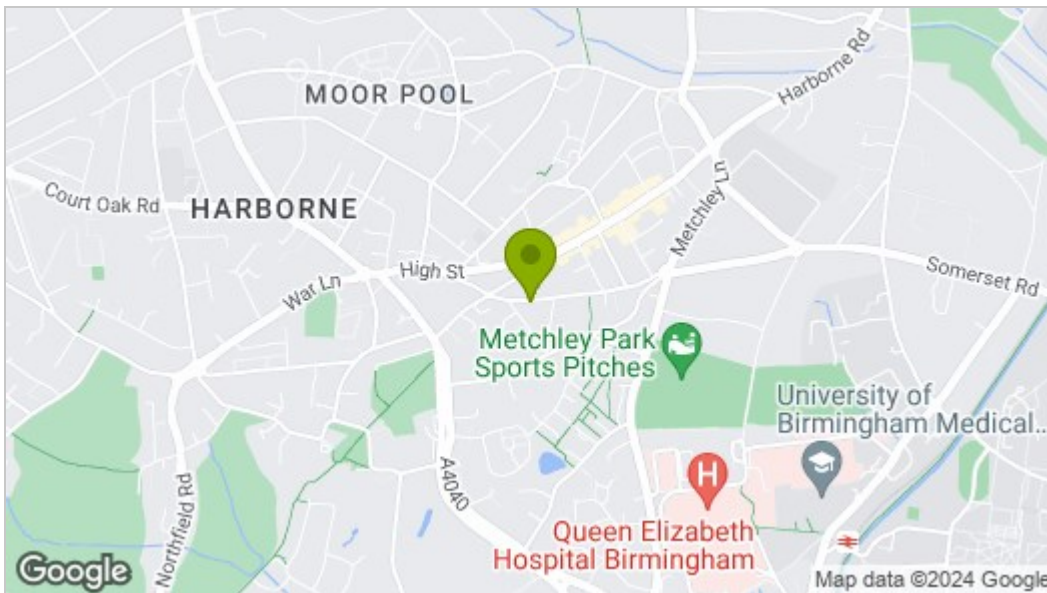 Harborne Rd
MOOR POOL
Metchley Ln
Court Oak Rd
HARBORNE
High St
War Ln
Somerset Rd
Metchley Park
Sports Pitches
University of
Birmingham Medical...
A4040
Northfield Rd
H
Queen Elizabeth
Hospital Birmingham
Google
Map data ©2024 Google